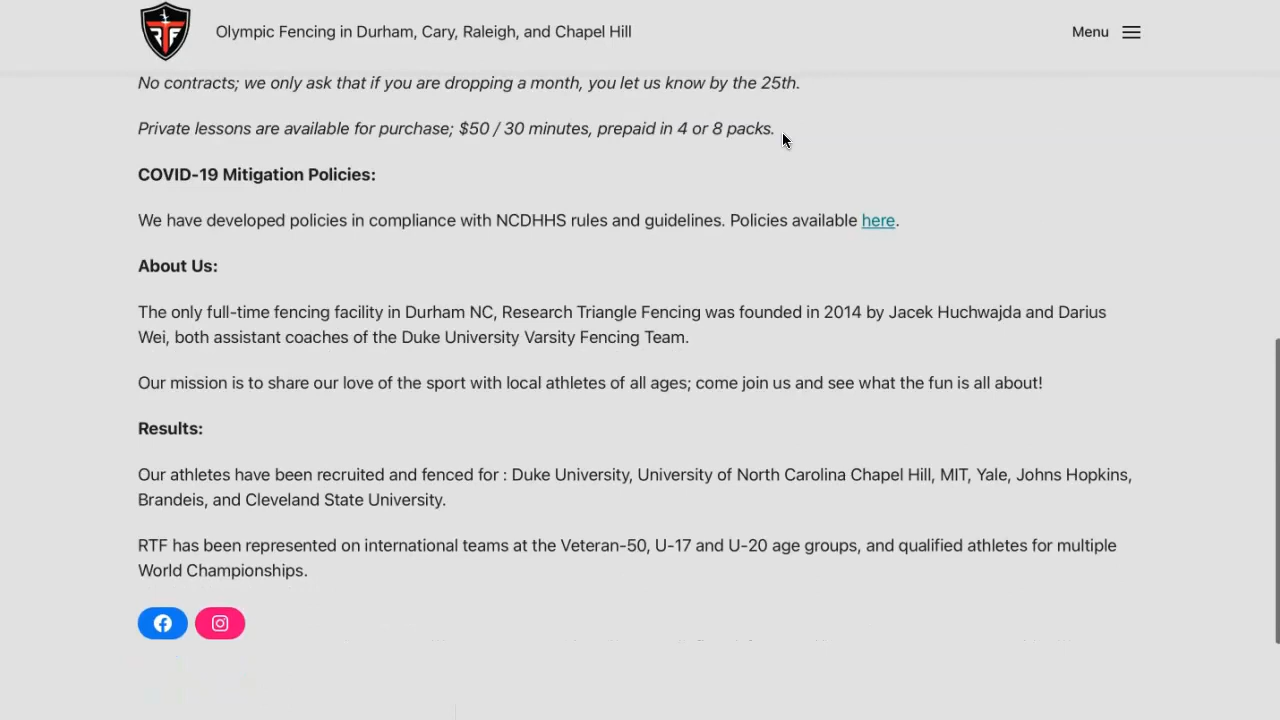 RTF
Olympic Fencing in Durham, Cary, Raleigh, and Chapel Hill
Menu
No contracts; we only ask that if you are dropping a month, you let us know by the 25th.
Private lessons are available for purchase; $50 / 30 minutes, prepaid in 4 or 8 packs.
COVID-19 Mitigation Policies:
We have developed policies in compliance with NCDHHS rules and guidelines. Policies available here.
About Us:
The only full-time fencing facility in Durham NC, Research Triangle Fencing was founded in 2014 by Jacek Huchwajda and Darius
Wei, both assistant coaches of the Duke University Varsity Fencing Team.
Our mission is to share our love of the sport with local athletes of all ages; come join us and see what the fun is all about!
Results:
Our athletes have been recruited and fenced for : Duke University, University of North Carolina Chapel Hill, MIT, Yale, Johns Hopkins,
Brandeis, and Cleveland State University.
RTF has been represented on international teams at the Veteran-50, U-17 and U-20 age groups, and qualified athletes for multiple
World Championships.